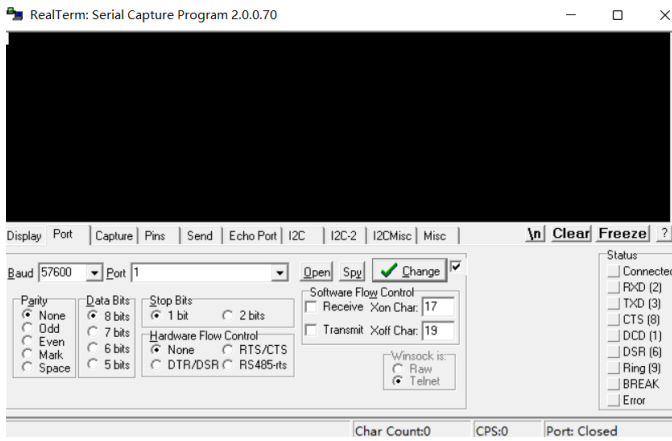 RealTerm: Serial Capture Program 2.0.0.70
Display Port Capture Pins Send Echo Port I2C I2C-2 I2CMisc Misc \n Clear Freeze ?
Baud 57600 Port 1 Open Spy Change
Parity
None
Odd
Even
Mark
Space
Data Bits
8 bits
7 bits
6 bits
5 bits
Stop Bits
1 bit 2 bits
Hardware Flow Control
None RTS/CTS
DTR/DSR RS485-rts
Software Flow Control
Receive Xon Char: 17
Transmit Xoff Char: 19
Winsock is:
Raw
Telnet
Status
Connected
RXD (2)
TXD (3)
CTS (8)
DCD (1)
DSR (6)
Ring (9)
BREAK
Error
Char Count:0 CPS:0 Port: Closed